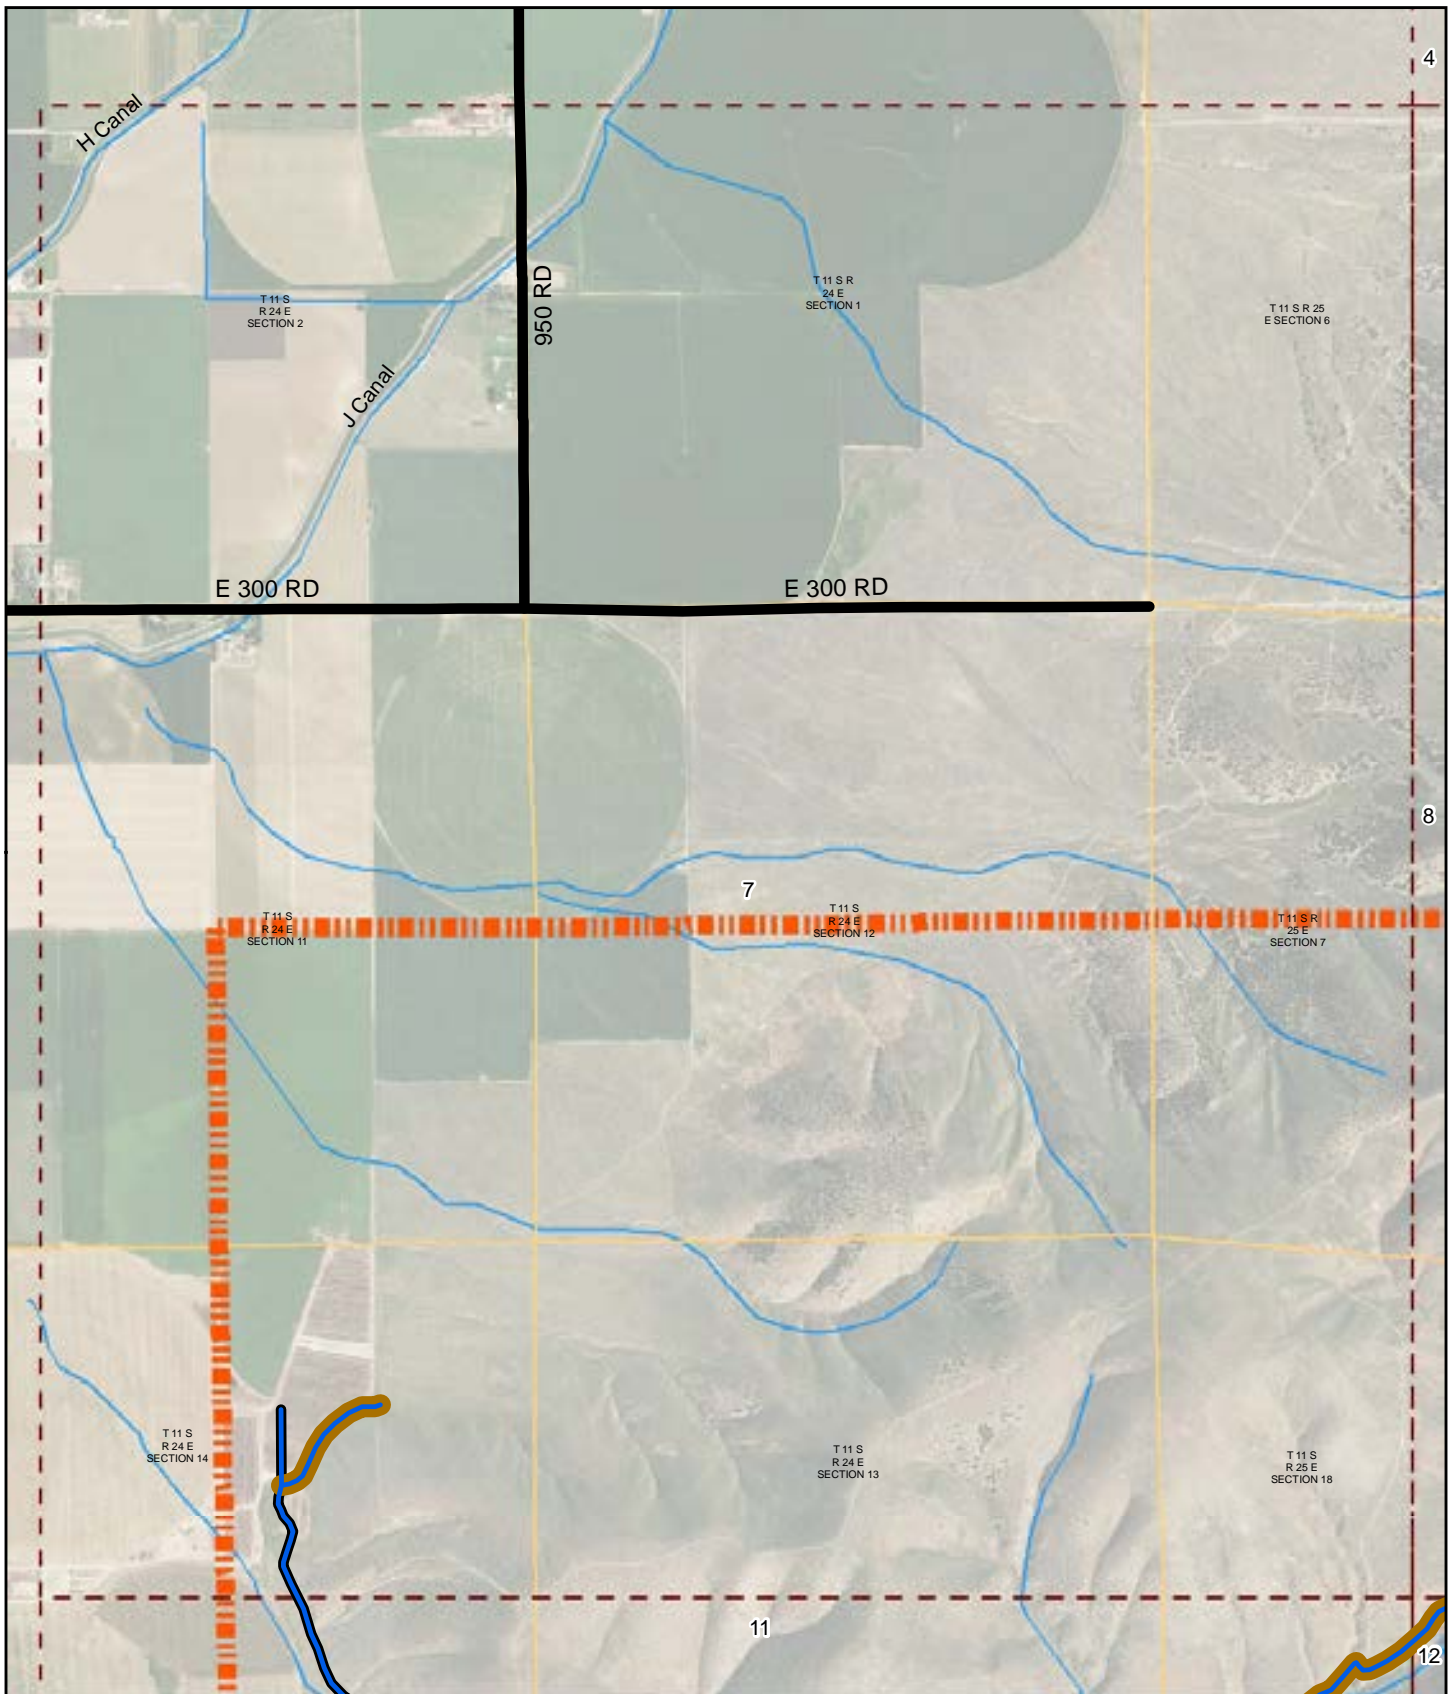 4
H Canal
T 11 S R
24 E
SECTION 1
T 11 S
R 24 E
SECTION 2
950 RD
T 11 S R 25
E SECTION 6
J Canal
E 300 RD
E 300 RD
8
7
T 11 S
R 24 E
SECTION 11
T 11 S
R 24 E
SECTION 12
T 11 S R
25 E
SECTION 7
T 11 S
R 24 E
SECTION 14
T 11 S
R 24 E
SECTION 13
T 11 S
R 25 E
SECTION 18
11
12